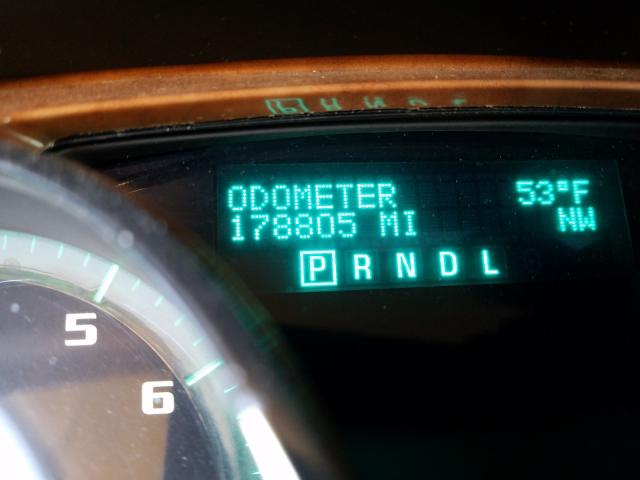 ODOMETER 53°F
178805 MI NW
P R N D L
5
6